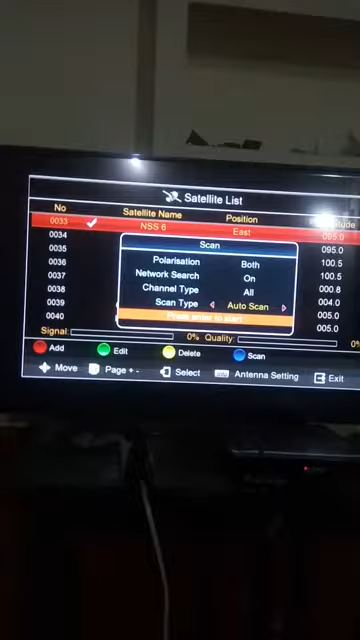 Satellite List
No Satellite Name Position
0033 NSS 6 East 095.0
0034 095.0
0035 100.5
0036 100.5
0037 000.8
0038 004.0
0039 005.0
0040 005.0
Scan
Polarisation Both
Network Search On
Channel Type All
Scan Type Auto Scan
Press enter to start
Signal: 0% Quality: 0%
Add Edit Delete Scan
Move Page + - Select Antenna Setting Exit